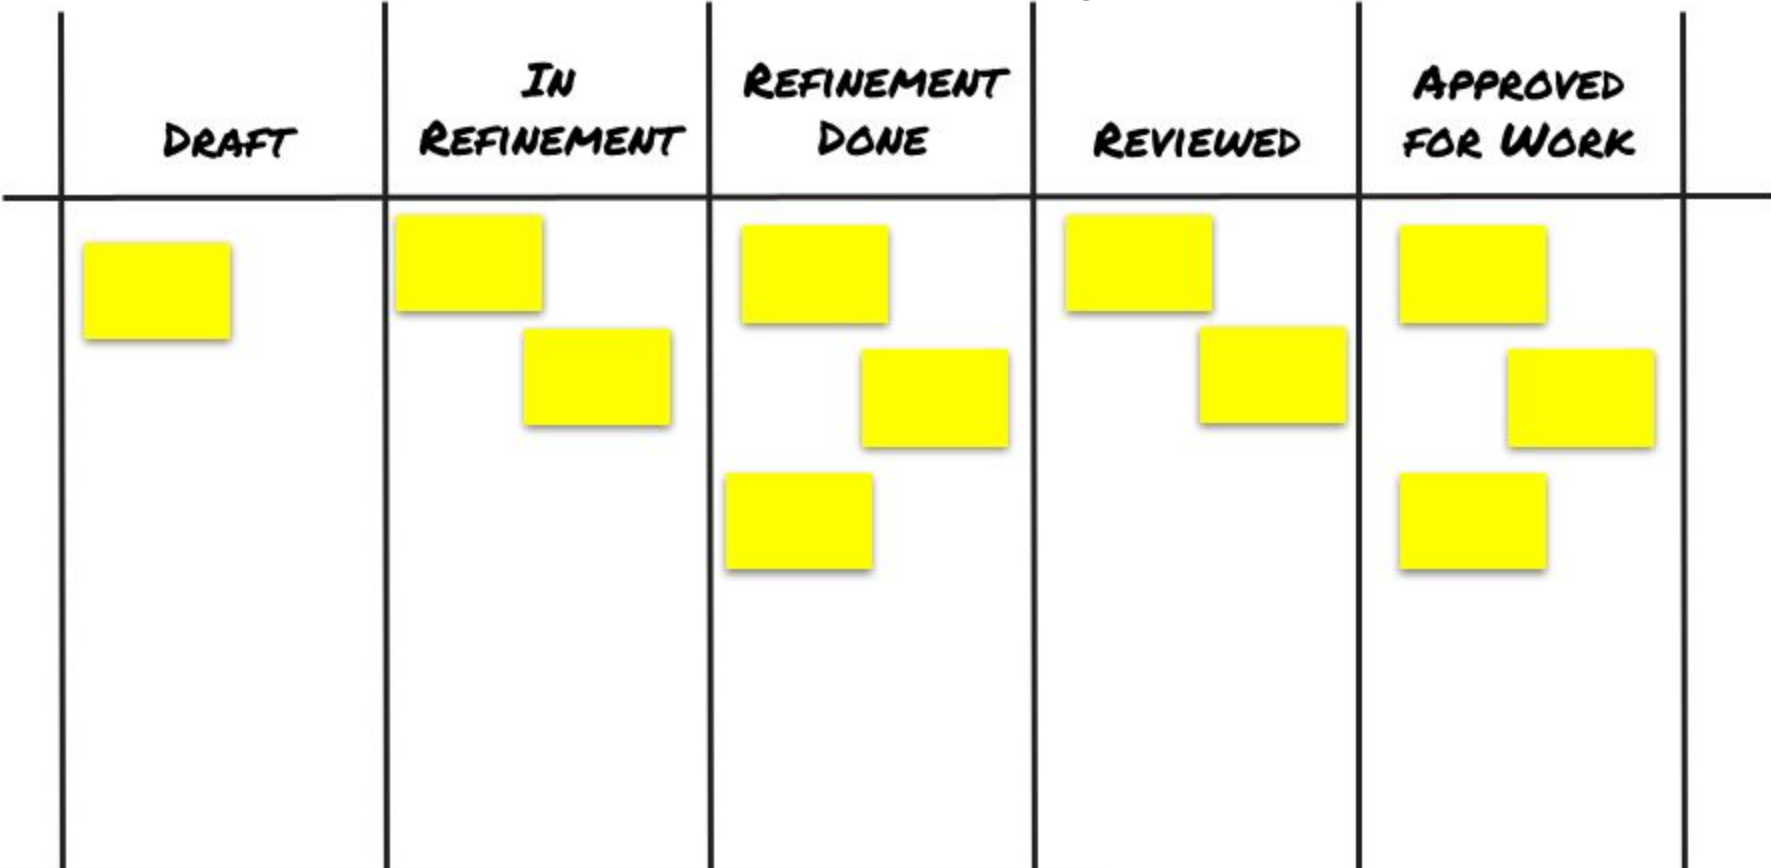 Draft
In
Refinement
Refinement
Done
Reviewed
Approved
for Work